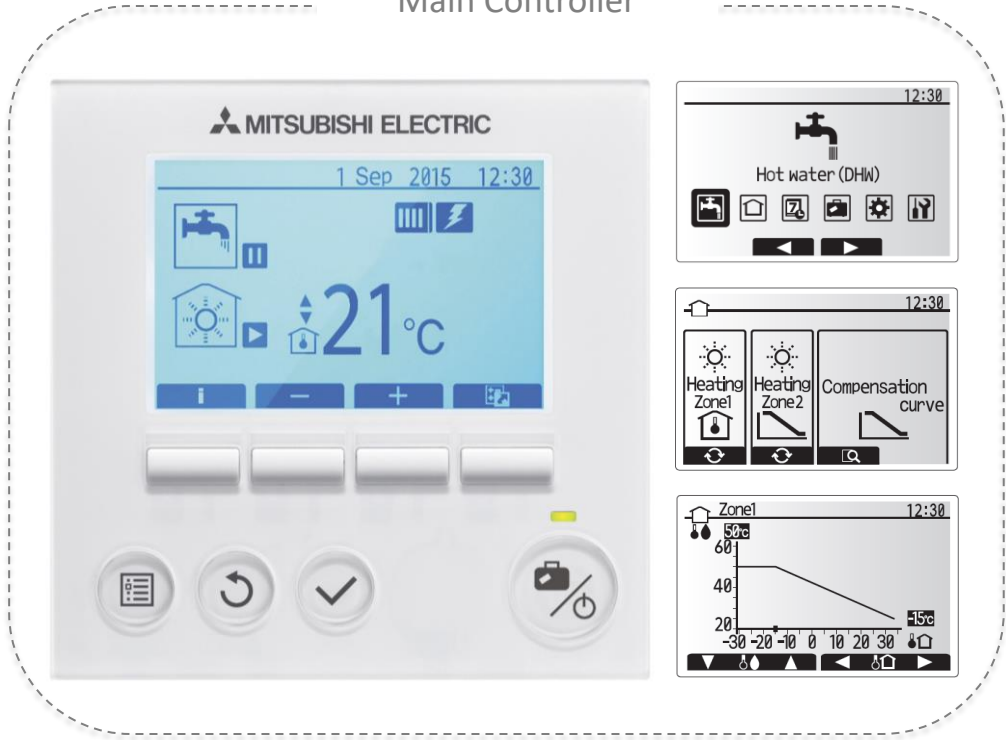 Main Controller
MITSUBISHI ELECTRIC
1 Sep 2015 12:30
21 °C
i − +
12:30
Hot water (DHW)
7
12:30
Heating Zone1
Heating Zone2
Compensation curve
Zone1 12:30
50°C
60
40
20
-15°C
-30 -20 -10 0 10 20 30